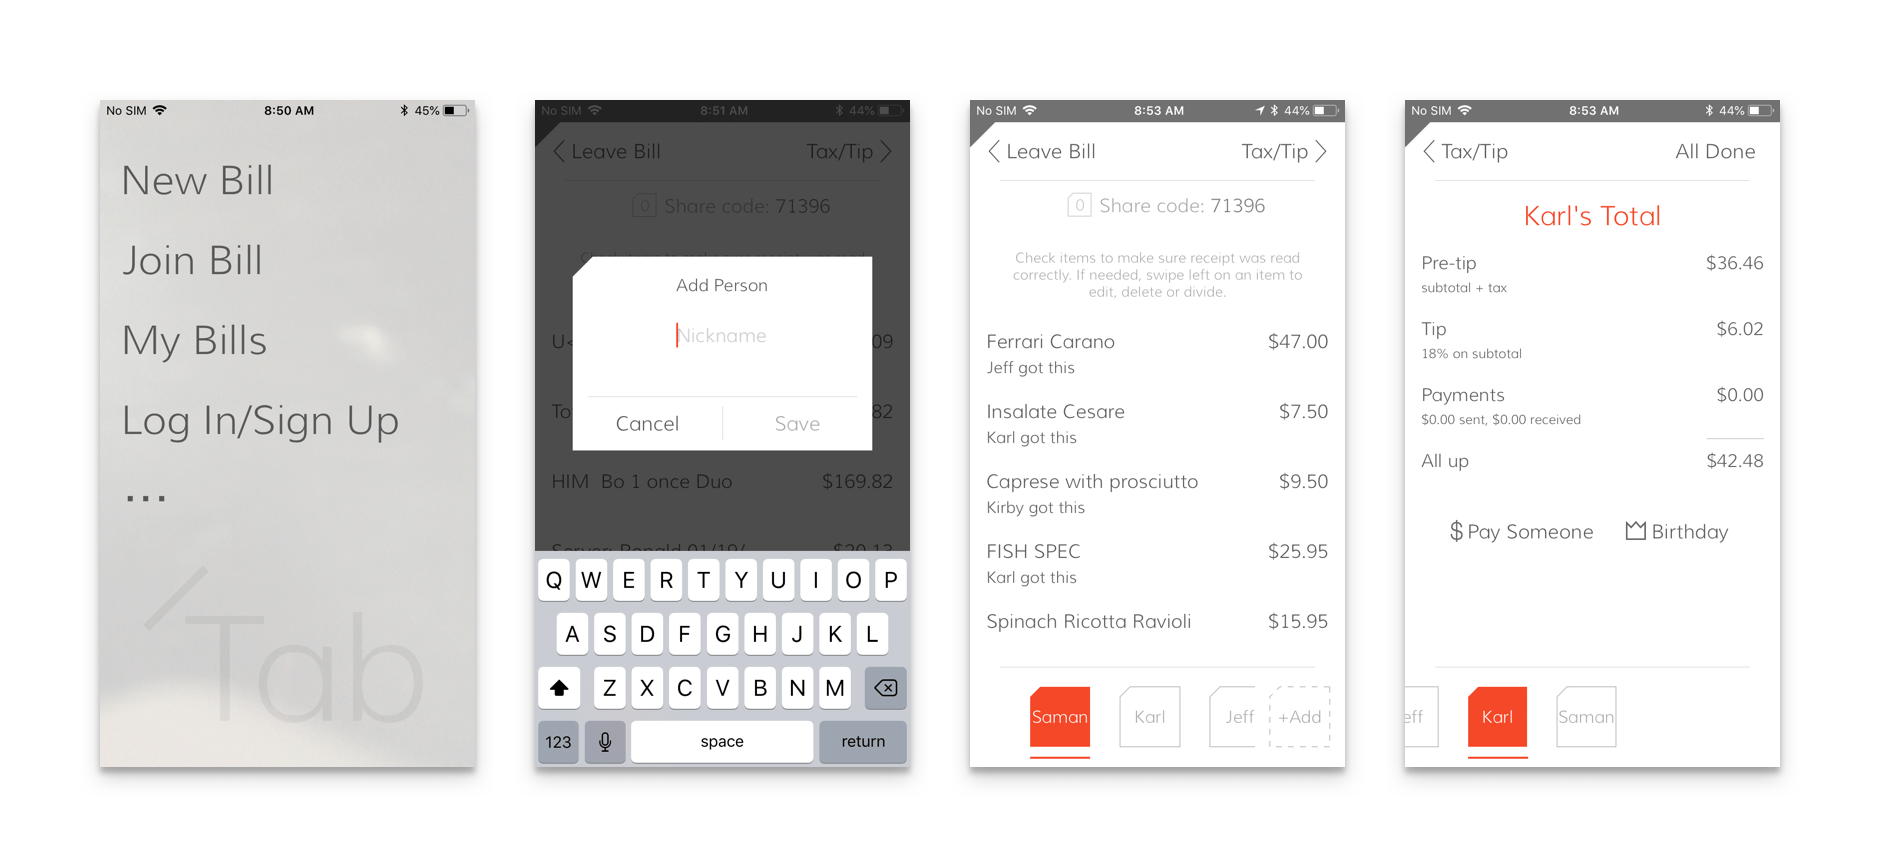 No SIM 8:50 AM 45%
New Bill
Join Bill
My Bills
Log In/Sign Up
...
Tab
No SIM 8:51 AM 44%
Leave Bill Tax/Tip
0 Share code: 71396
Add Person
Nickname
Cancel Save
U 09
To 82
HIM Bo 1 once Duo $169.82
Server: Ronald 01/19/ $20.13
Q W E R T Y U I O P
A S D F G H J K L
Z X C V B N M
123 space return
No SIM 8:53 AM 44%
Leave Bill Tax/Tip
0 Share code: 71396
Check items to make sure receipt was read
correctly. If needed, swipe left on an item to
edit, delete or divide.
Ferrari Carano $47.00
Jeff got this
Insalate Cesare $7.50
Karl got this
Caprese with prosciutto $9.50
Kirby got this
FISH SPEC $25.95
Karl got this
Spinach Ricotta Ravioli $15.95
Saman Karl Jeff +Add
No SIM 8:53 AM 44%
Tax/Tip All Done
Karl's Total
Pre-tip $36.46
subtotal + tax
Tip $6.02
18% on subtotal
Payments $0.00
$0.00 sent, $0.00 received
All up $42.48
$ Pay Someone Birthday
eff Karl Saman